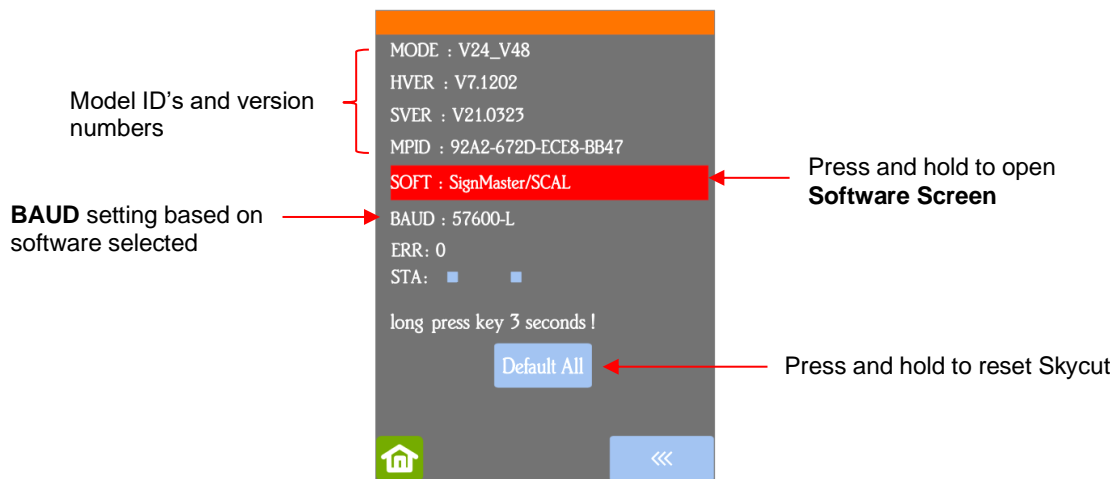 MODE : V24_V48
HVER : V7.1202
SVER : V21.0323
MPID : 92A2-672D-ECE8-BB47
SOFT : SignMaster/SCAL
BAUD : 57600-L
ERR: 0
STA:
long press key 3 seconds !
Default All
Model ID's and version
numbers
BAUD setting based on
software selected
Press and hold to open
Software Screen
Press and hold to reset Skycut